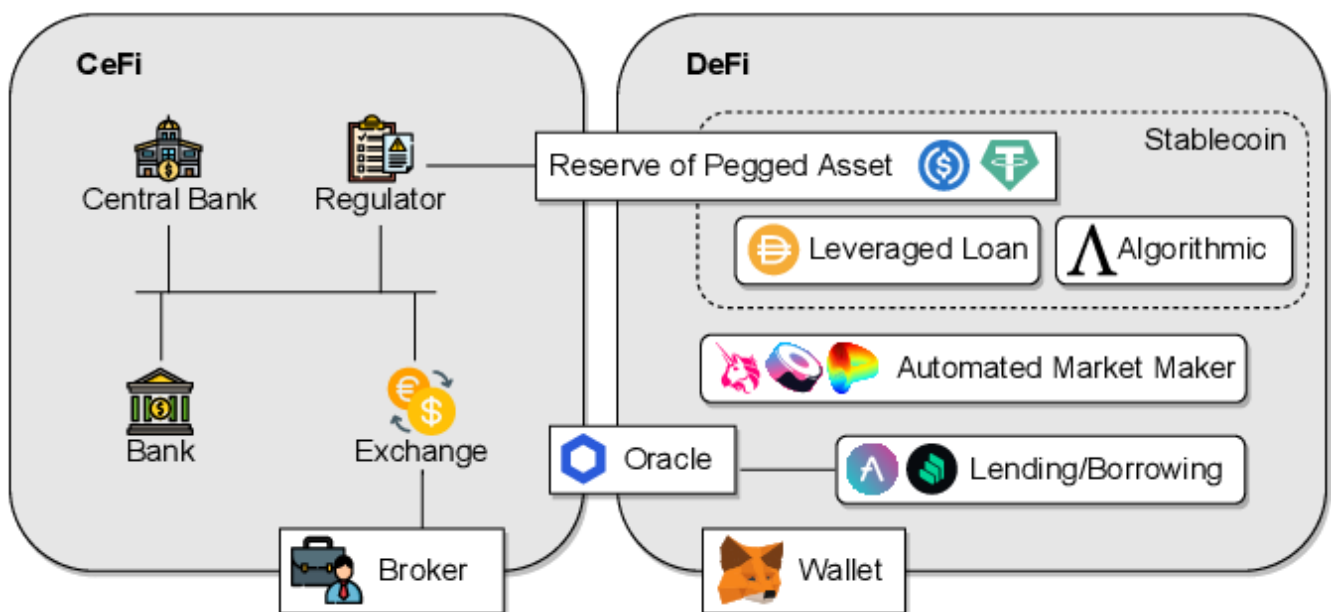 CeFi
DeFi
Stablecoin
Central Bank
Regulator
Reserve of Pegged Asset
Leveraged Loan
Algorithmic
Automated Market Maker
Bank
Exchange
Oracle
Lending/Borrowing
Broker
Wallet